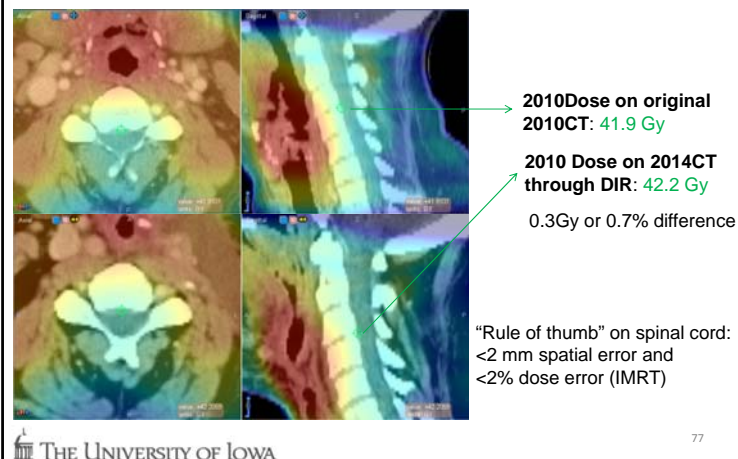 Axial
Sagittal
2010Dose on original
2010CT: 41.9 Gy
2010 Dose on 2014CT
through DIR: 42.2 Gy
0.3Gy or 0.7% difference
“Rule of thumb” on spinal cord:
<2 mm spatial error and
<2% dose error (IMRT)
THE UNIVERSITY OF IOWA
77